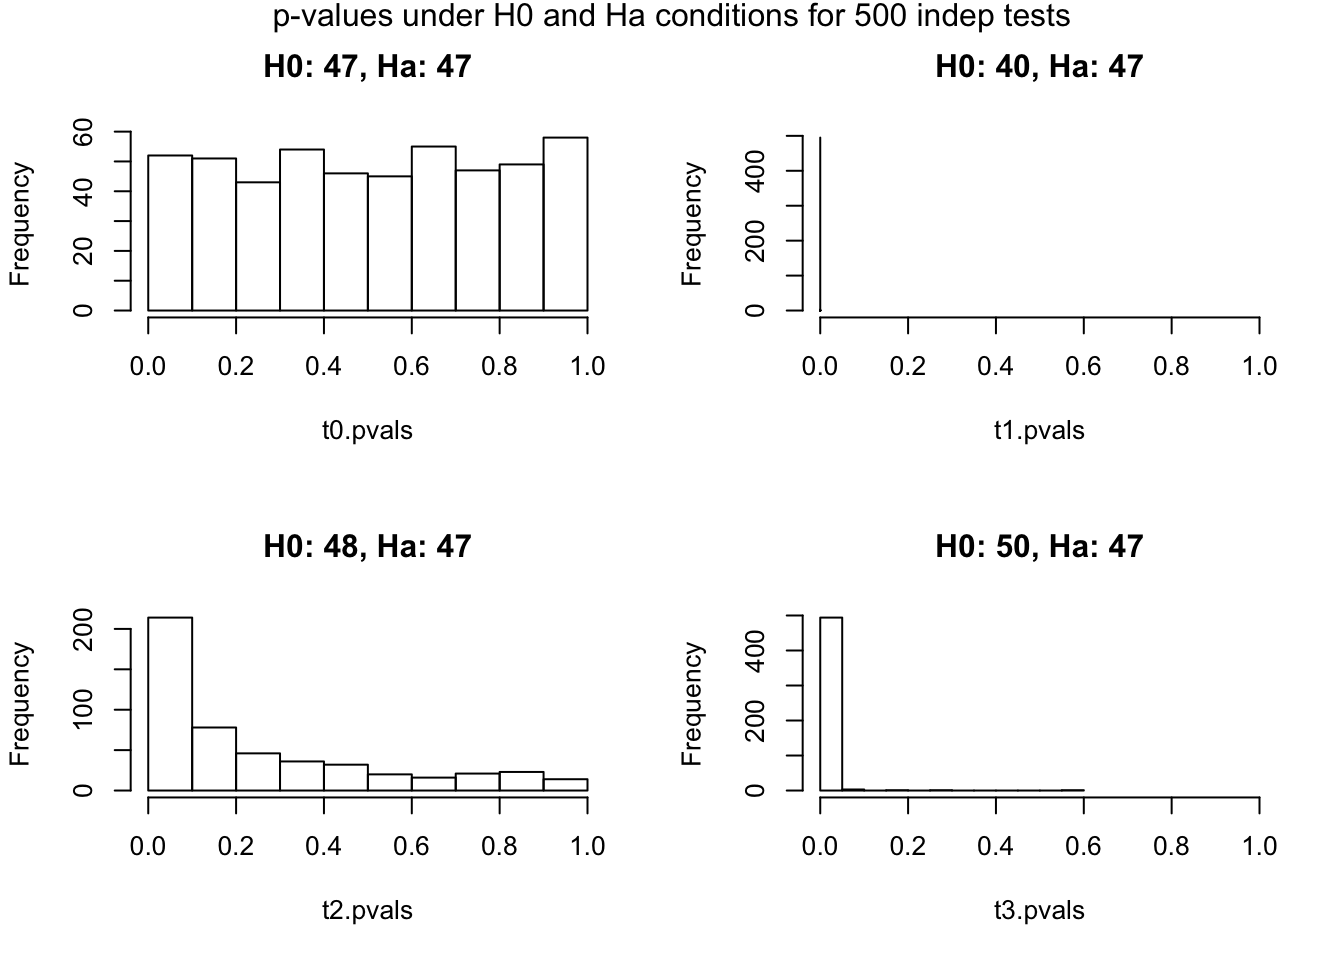 p-values under H0 and Ha conditions for 500 indep tests
H0: 47, Ha: 47
Frequency
60
40
20
0
0.0 0.2 0.4 0.6 0.8 1.0
t0.pvals
H0: 40, Ha: 47
Frequency
400
200
0
0.0 0.2 0.4 0.6 0.8 1.0
t1.pvals
H0: 48, Ha: 47
Frequency
200
100
0
0.0 0.2 0.4 0.6 0.8 1.0
t2.pvals
H0: 50, Ha: 47
Frequency
400
200
0
0.0 0.2 0.4 0.6 0.8 1.0
t3.pvals